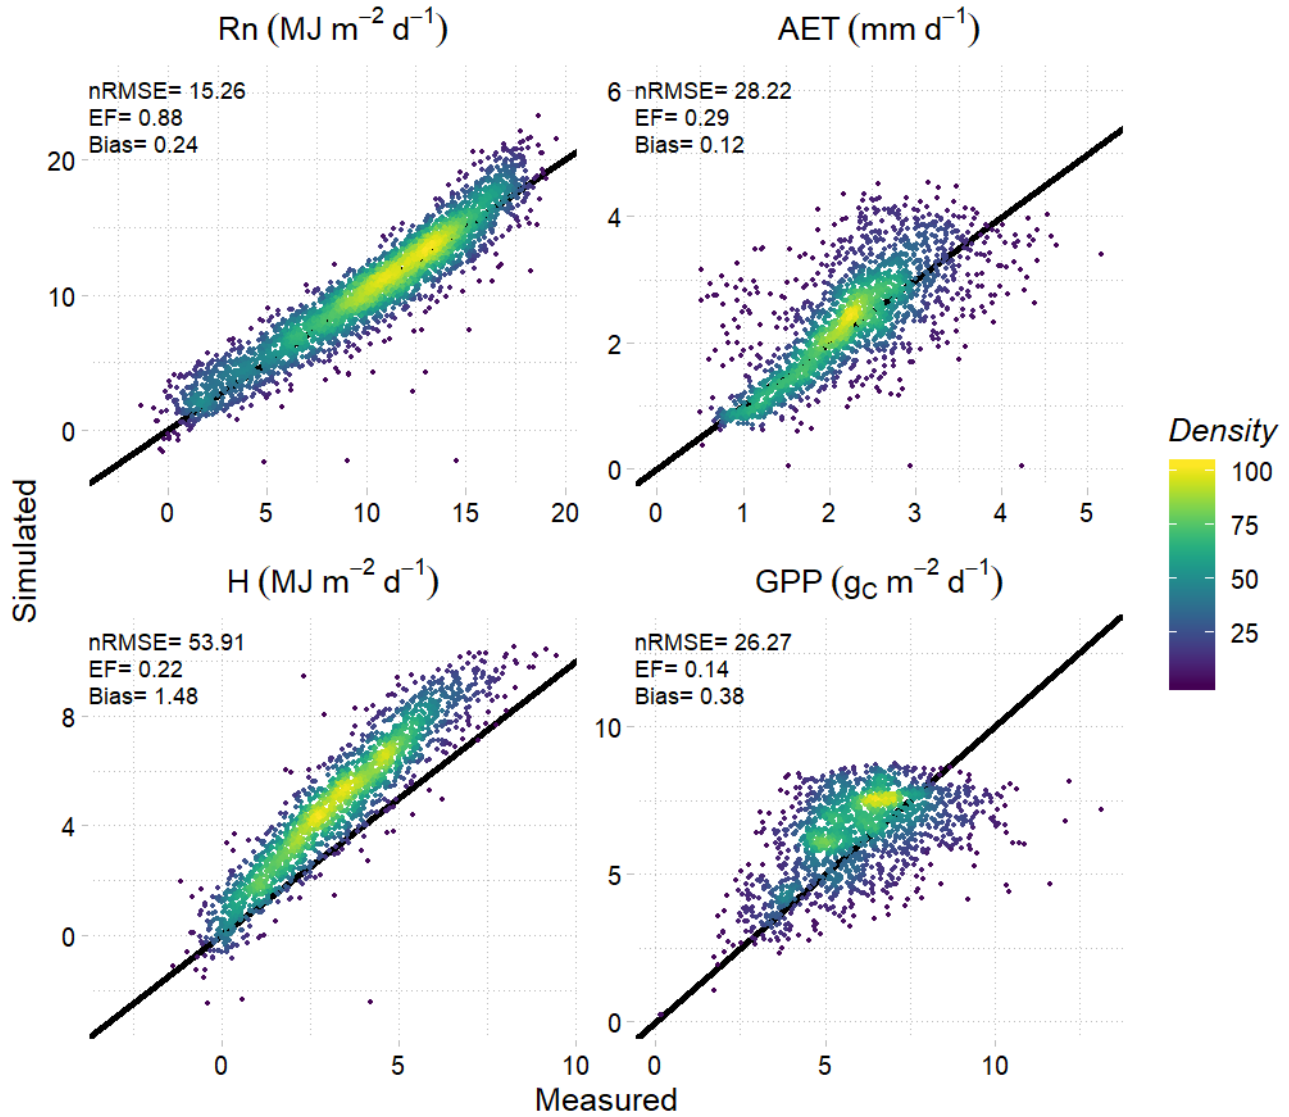 Rn (MJ m⁻² d⁻¹)
nRMSE= 15.26
EF= 0.88
Bias= 0.24
20
10
0
0 5 10 15 20
AET (mm d⁻¹)
nRMSE= 28.22
EF= 0.29
Bias= 0.12
6
4
2
0
0 1 2 3 4 5
Simulated
H (MJ m⁻² d⁻¹)
nRMSE= 53.91
EF= 0.22
Bias= 1.48
8
4
0
0 5 10
GPP (g_C m⁻² d⁻¹)
nRMSE= 26.27
EF= 0.14
Bias= 0.38
10
5
0
0 5 10
Measured
Density
100
75
50
25